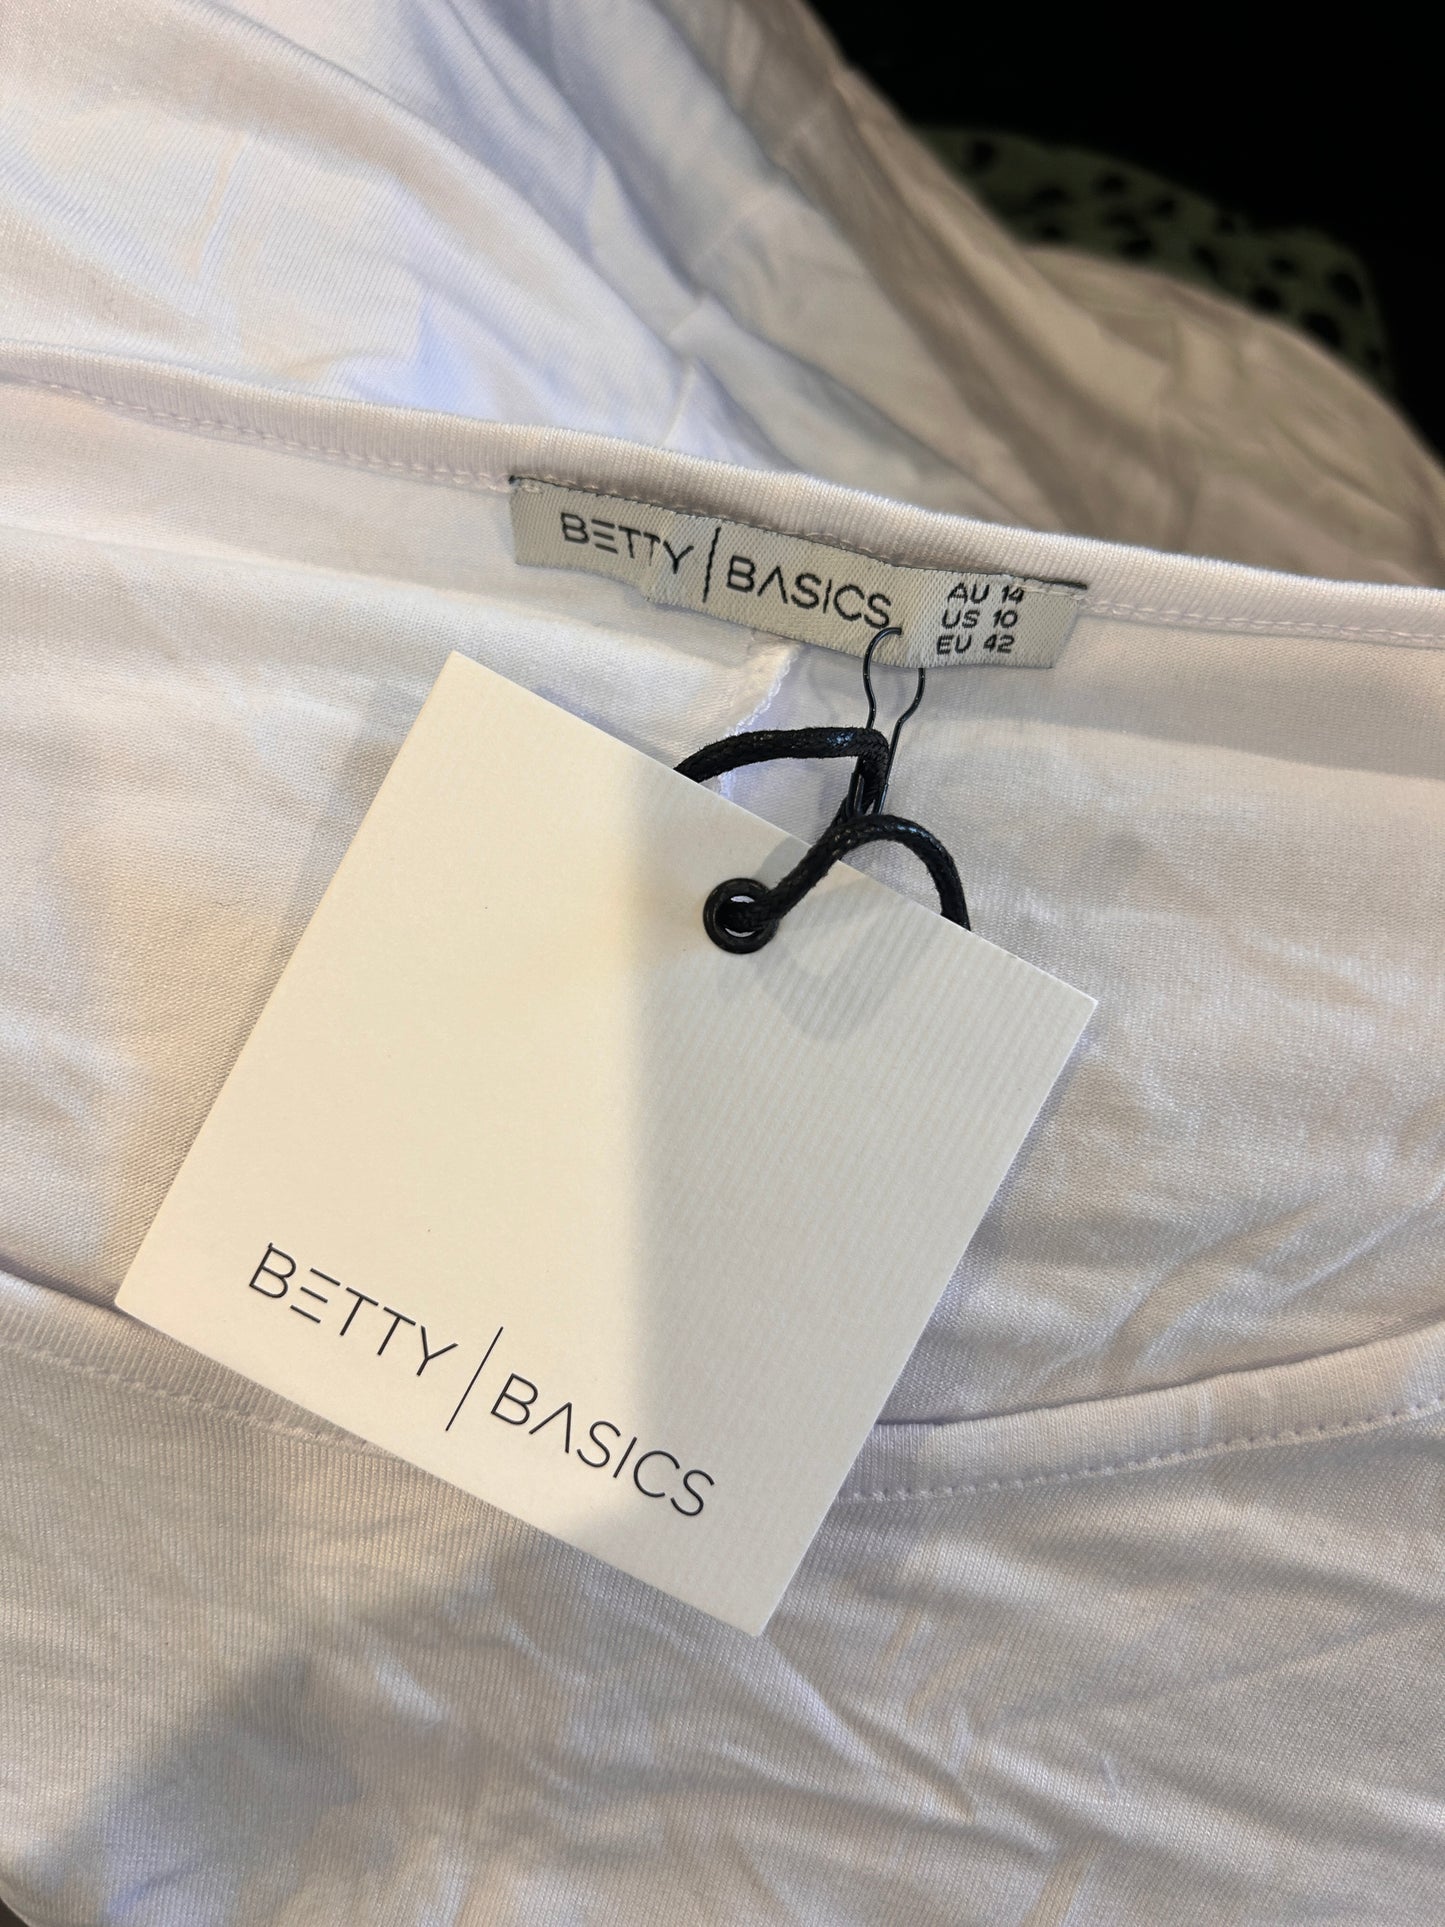 BETTY | BASICS
AU 14
US 10
EU 42
BETTY | BASICS